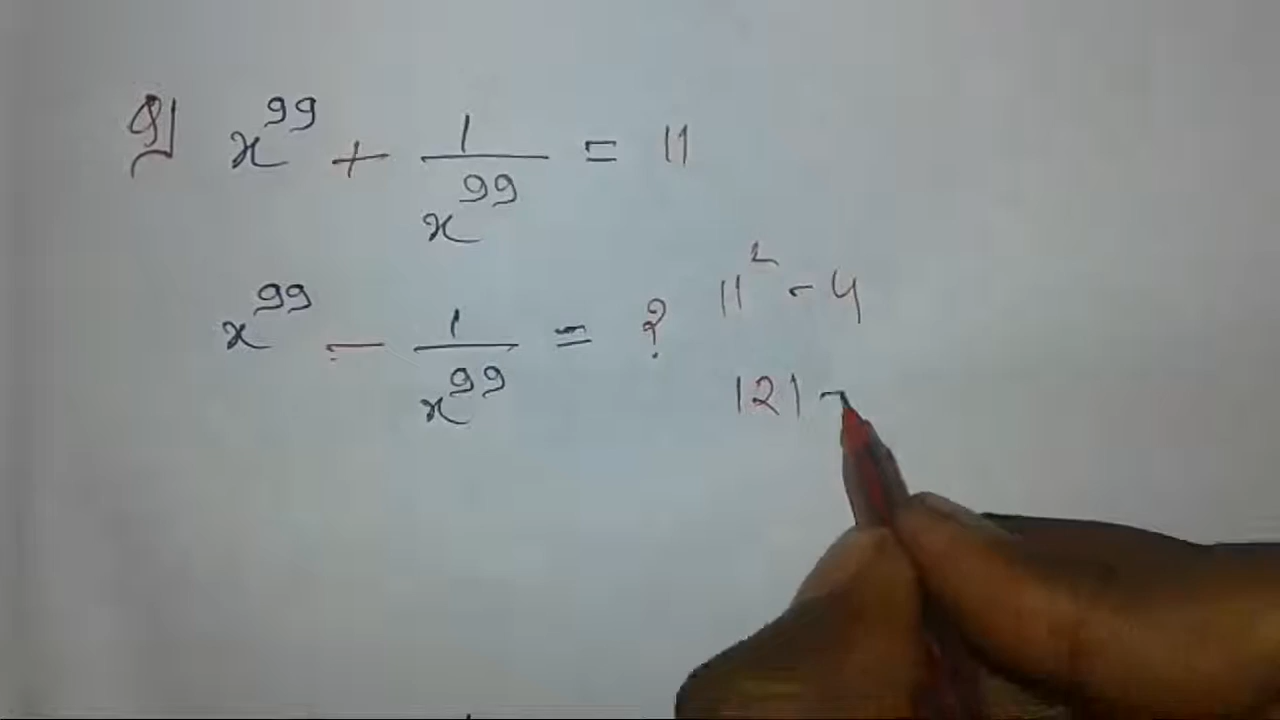 Q] x^99 + 1/x^99 = 11
x^99 - 1/x^99 = ?
11^2 - 4
121 -